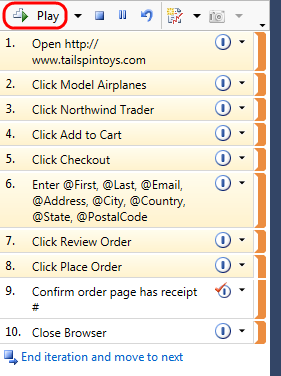 Play
1. Open http://
www.tailspintoys.com
2. Click Model Airplanes
3. Click Northwind Trader
4. Click Add to Cart
5. Click Checkout
6. Enter @First, @Last, @Email,
@Address, @City, @Country,
@State, @PostalCode
7. Click Review Order
8. Click Place Order
9. Confirm order page has receipt
#
10. Close Browser
End iteration and move to next